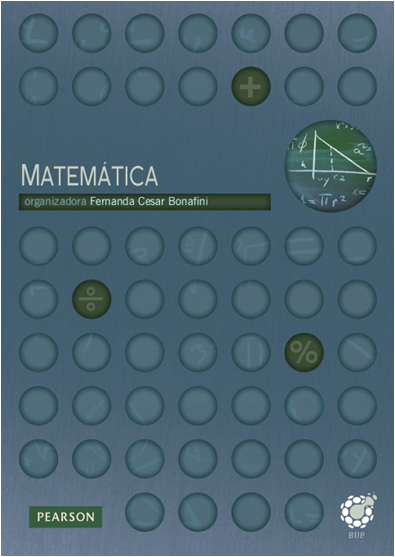 +
MATEMÁTICA
organizadora Fernanda Cesar Bonafini
÷
%
PEARSON
BUP